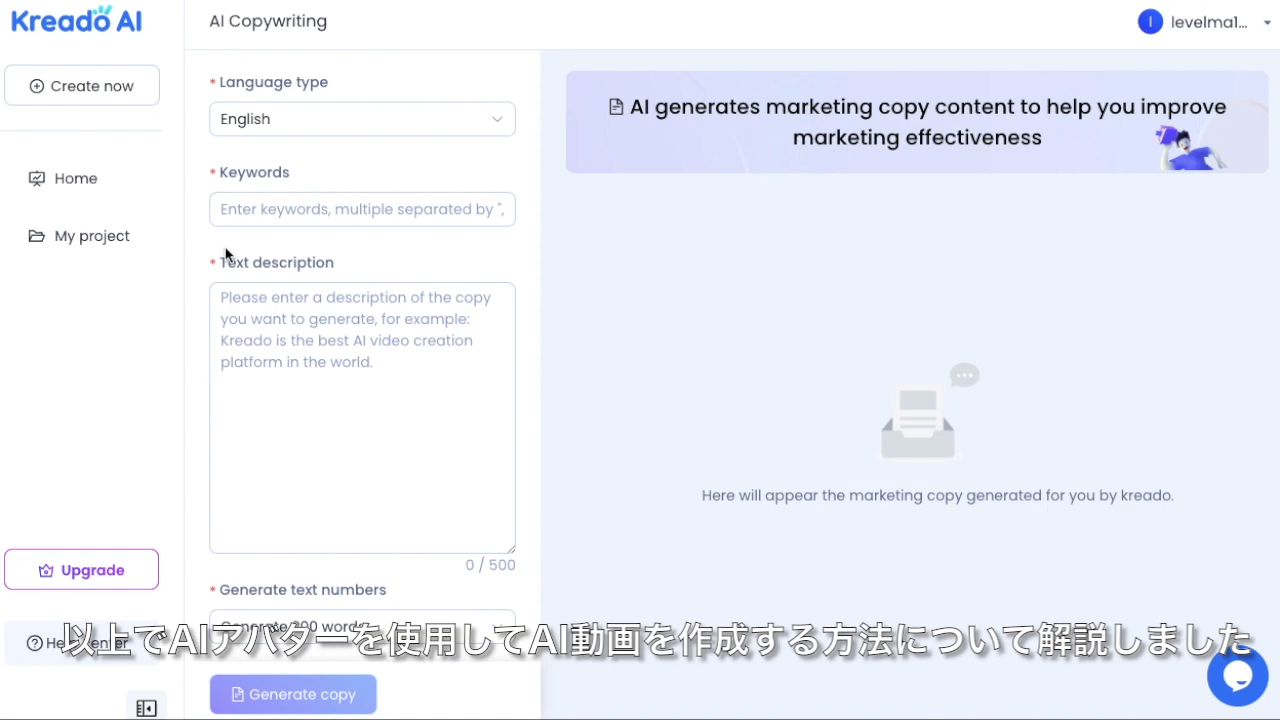 Kreado AI
AI Copywriting
I levelma1...
Create now
Home
My project
Upgrade
* Language type
English
* Keywords
Enter keywords, multiple separated by ",
* Text description
Please enter a description of the copy
you want to generate, for example:
Kreado is the best AI video creation
platform in the world.
0 / 500
* Generate text numbers
Generate 200 words
Help center
Generate copy
AI generates marketing copy content to help you improve
marketing effectiveness
Here will appear the marketing copy generated for you by kreado.
以上でAIアバターを使用してAI動画を作成する方法について解説しました